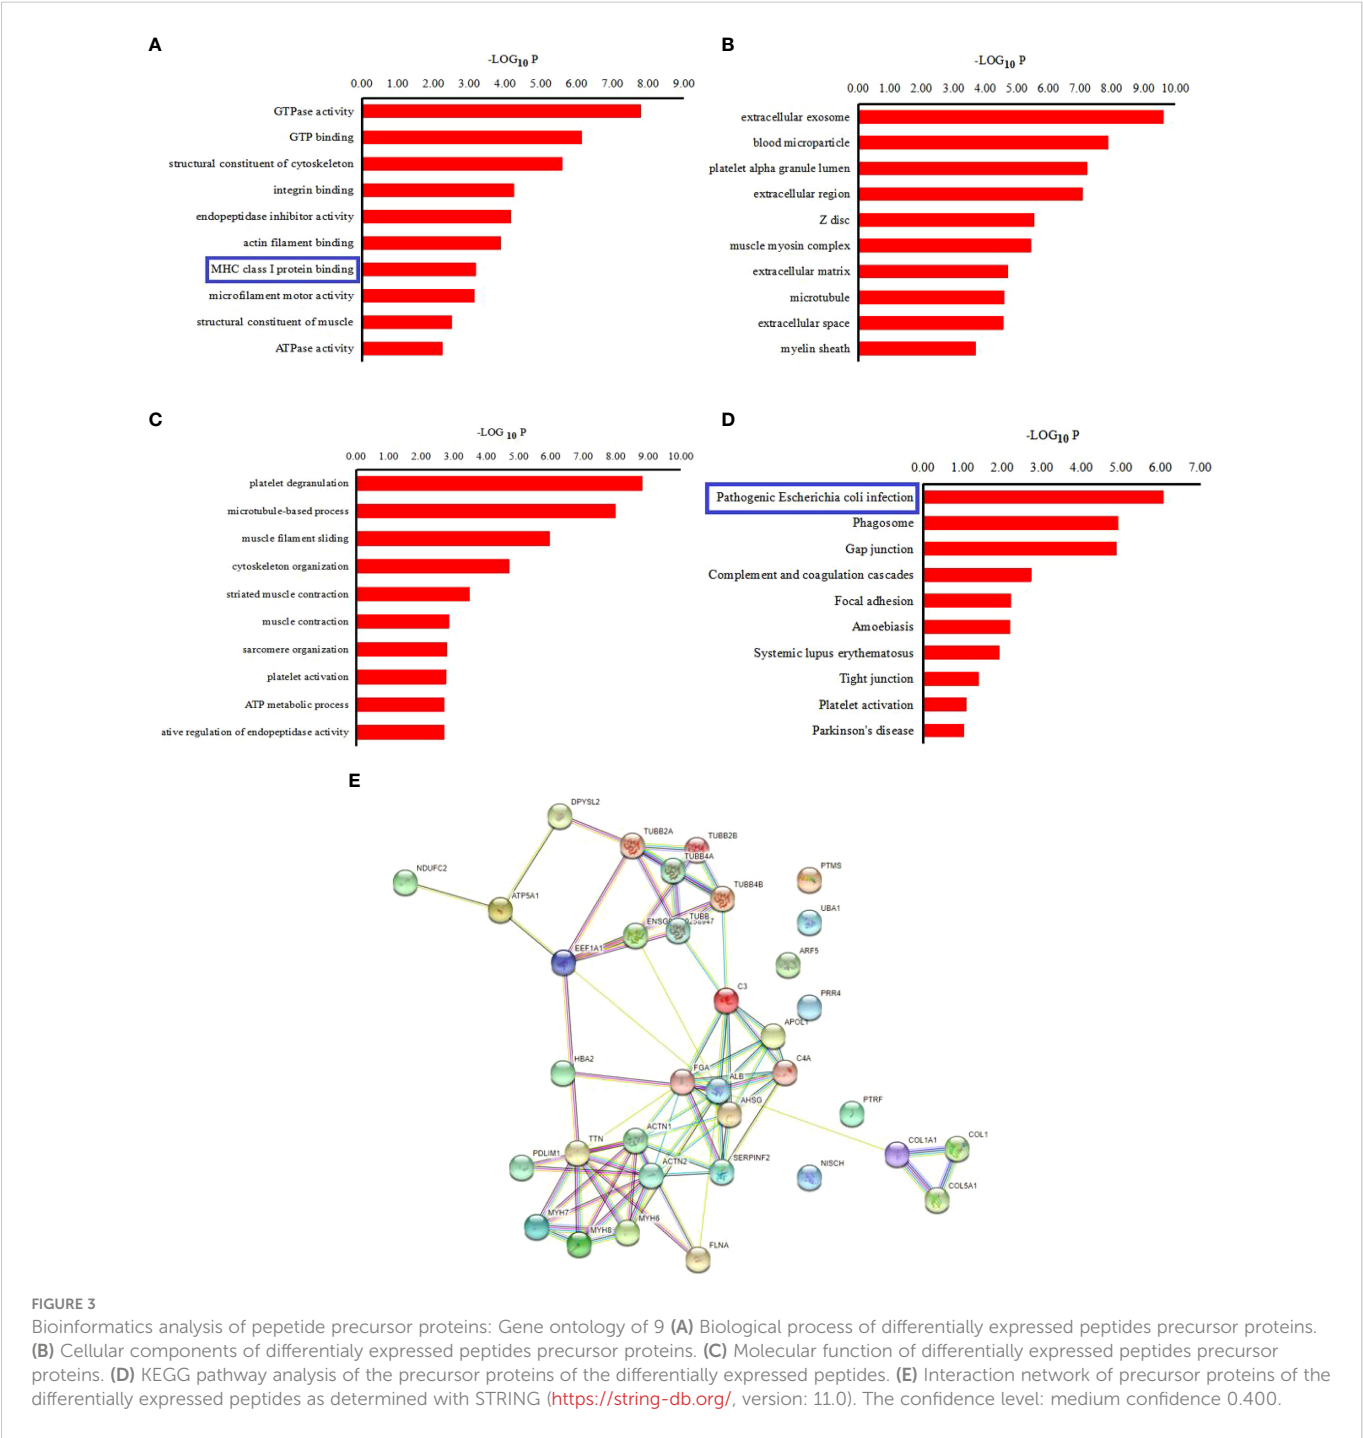 A
-LOG10 P
0.00 1.00 2.00 3.00 4.00 5.00 6.00 7.00 8.00 9.00
GTPase activity
GTP binding
structural constituent of cytoskeleton
integrin binding
endopeptidase inhibitor activity
actin filament binding
MHC class I protein binding
microfilament motor activity
structural constituent of muscle
ATPase activity
B
-LOG10 P
0.00 1.00 2.00 3.00 4.00 5.00 6.00 7.00 8.00 9.00 10.00
extracellular exosome
blood microparticle
platelet alpha granule lumen
extracellular region
Z disc
muscle myosin complex
extracellular matrix
microtubule
extracellular space
myelin sheath
C
-LOG 10 P
0.00 1.00 2.00 3.00 4.00 5.00 6.00 7.00 8.00 9.00 10.00
platelet degranulation
microtubule-based process
muscle filament sliding
cytoskeleton organization
striated muscle contraction
muscle contraction
sarcomere organization
platelet activation
ATP metabolic process
ative regulation of endopeptidase activity
D
-LOG10 P
0.00 1.00 2.00 3.00 4.00 5.00 6.00 7.00
Pathogenic Escherichia coli infection
Phagosome
Gap junction
Complement and coagulation cascades
Focal adhesion
Amoebiasis
Systemic lupus erythematosus
Tight junction
Platelet activation
Parkinson's disease
E
DPYSL2
TUBB2A
TUBB2B
TUBB4A
NDUFC2
PTMS
TUBB4B
ATP5A1
TUBB
UBA1
EEF1A1
ARF5
C3
PRR4
APOL1
HBA2
FGA
ALB
C4A
AHSG
PTRF
ACTN1
TTN
COL1A1
COL1
PDLIM1
ACTN2
SERPINF2
NISCH
COL5A1
MYH7
MYH8
MYH6
FLNA
FIGURE 3
Bioinformatics analysis of pepetide precursor proteins: Gene ontology of 9 (A) Biological process of differentially expressed peptides precursor proteins.
(B) Cellular components of differentialy expressed peptides precursor proteins. (C) Molecular function of differentially expressed peptides precursor
proteins. (D) KEGG pathway analysis of the precursor proteins of the differentially expressed peptides. (E) Interaction network of precursor proteins of the
differentially expressed peptides as determined with STRING (https://string-db.org/, version: 11.0). The confidence level: medium confidence 0.400.